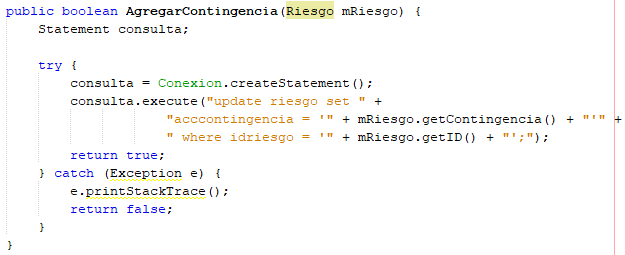 public boolean AgregarContingencia(Riesgo mRiesgo) {
    Statement consulta;

    try {
        consulta = Conexion.createStatement();
        consulta.execute("update riesgo set " +
                    "acccontingencia = '" + mRiesgo.getContingencia() + "'" +
                    " where idriesgo = '" + mRiesgo.getID() + "';");
        return true;
    } catch (Exception e) {
        e.printStackTrace();
        return false;
    }
}